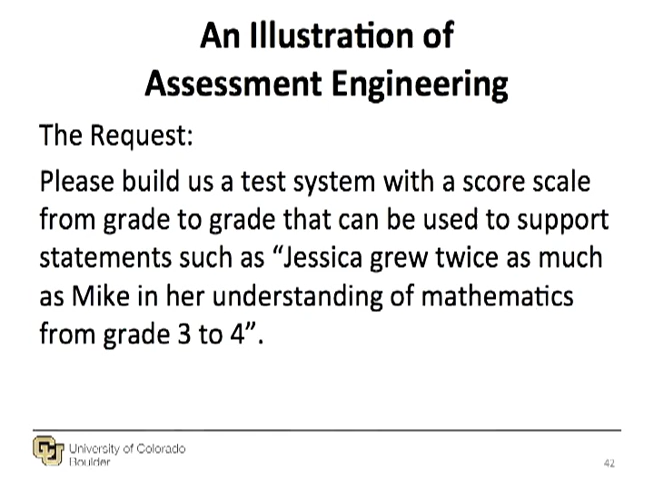 An Illustration of
Assessment Engineering
The Request:
Please build us a test system with a score scale
from grade to grade that can be used to support
statements such as “Jessica grew twice as much
as Mike in her understanding of mathematics
from grade 3 to 4”.
University of Colorado
Boulder
42